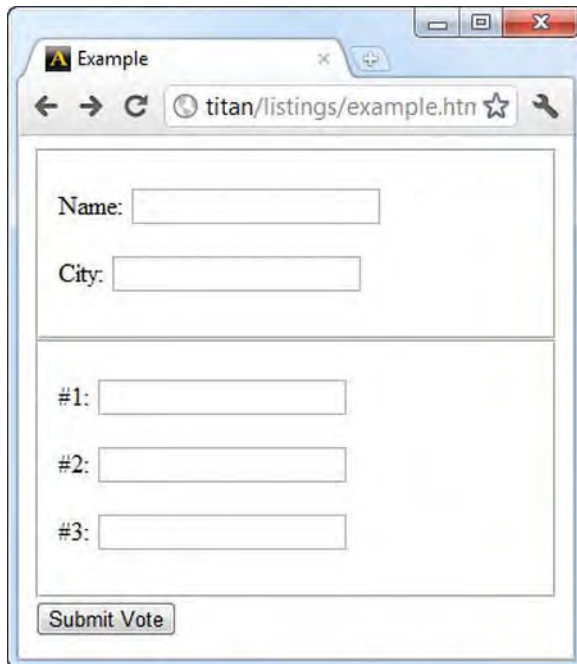 Example
titan/listings/example.htm
Name:
City:
#1:
#2:
#3:
Submit Vote